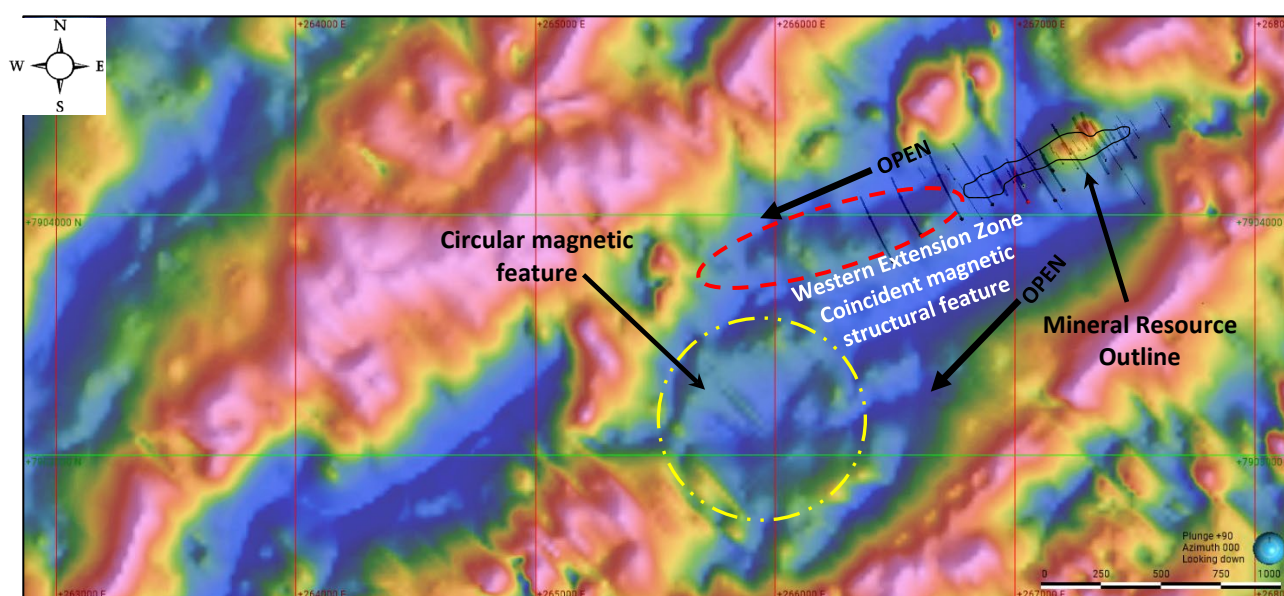 N
W E
S
+264000 E
+265000 E
+266000 E
+267000 E
OPEN
+7904000 N
Circular magnetic
feature
Western Extension Zone
Coincident magnetic
structural feature
OPEN
Mineral Resource
Outline
Plunge +90
Azimuth 000
Looking down
0 250 500 750 1000
+263000 E
+264000 E
+265000 E
+266000 E
+267000 E